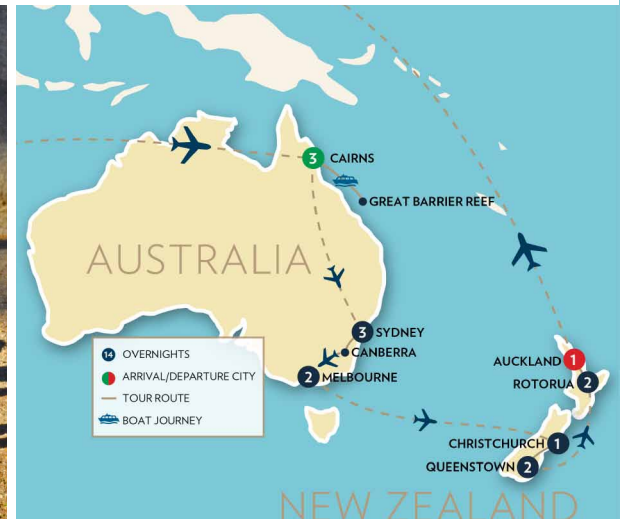 3 CAIRNS
GREAT BARRIER REEF
AUSTRALIA
3 SYDNEY
CANBERRA
2 MELBOURNE
14 OVERNIGHTS
ARRIVAL/DEPARTURE CITY
TOUR ROUTE
BOAT JOURNEY
AUCKLAND 1
ROTORUA 2
CHRISTCHURCH 1
QUEENSTOWN 2
NEW ZEALAND